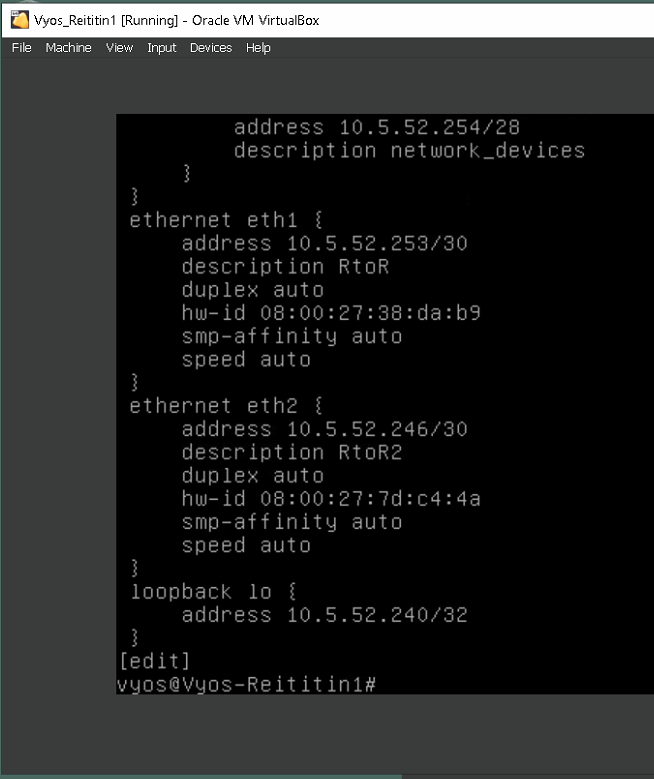 Vyos_Reititin1 [Running] - Oracle VM VirtualBox
File Machine View Input Devices Help
address 10.5.52.254/28
description network_devices
}
}
ethernet eth1 {
address 10.5.52.253/30
description RtoR
duplex auto
hw-id 08:00:27:38:da:b9
smp-affinity auto
speed auto
}
ethernet eth2 {
address 10.5.52.246/30
description RtoR2
duplex auto
hw-id 08:00:27:7d:c4:4a
smp-affinity auto
speed auto
}
loopback lo {
address 10.5.52.240/32
}
[edit]
vyos@Vyos-Reititin1#